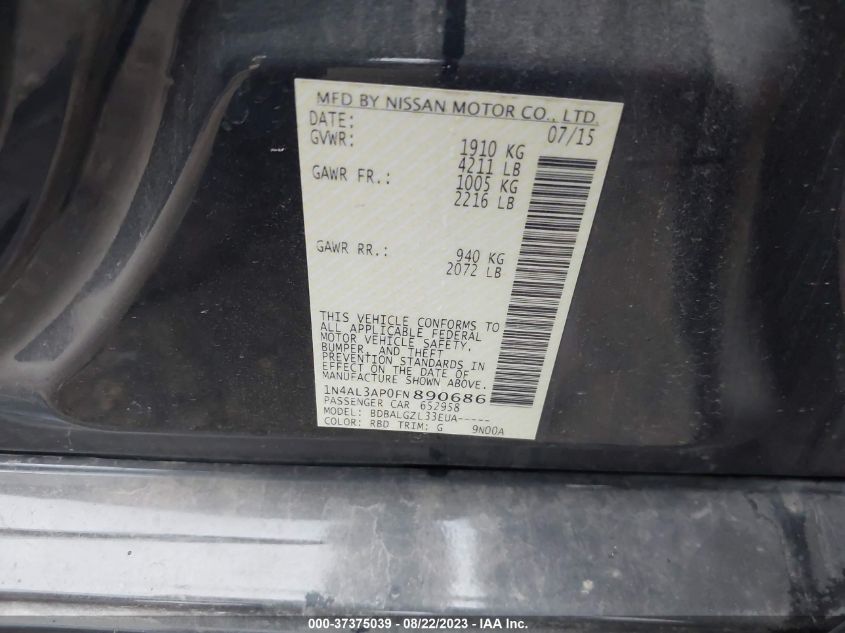 MFD BY NISSAN MOTOR CO., LTD.
DATE: 07/15
GVWR: 1910 KG
4211 LB
GAWR FR.: 1005 KG
2216 LB
GAWR RR.: 940 KG
2072 LB
THIS VEHICLE CONFORMS TO
ALL APPLICABLE FEDERAL
MOTOR VEHICLE SAFETY,
BUMPER, AND THEFT
PREVENTION STANDARDS IN
EFFECT ON THE DATE OF
MANUFACTURE SHOWN ABOVE.
1N4AL3AP0FN890686
PASSENGER CAR 652958
MODEL: BDBALGZL33EUA-----
COLOR: RBD TRIM: G 9N00A
000-37375039 - 08/22/2023 - IAA Inc.